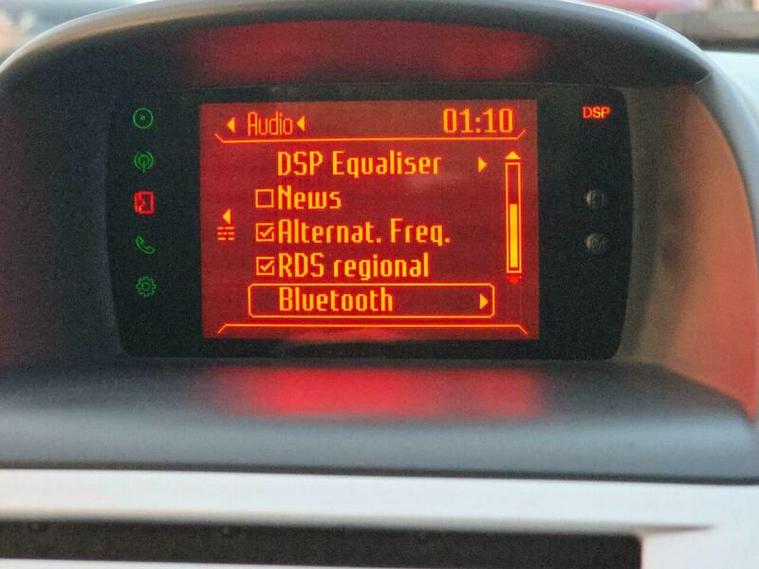 Audio 01:10
DSP
DSP Equaliser
News
Alternat. Freq.
RDS regional
Bluetooth